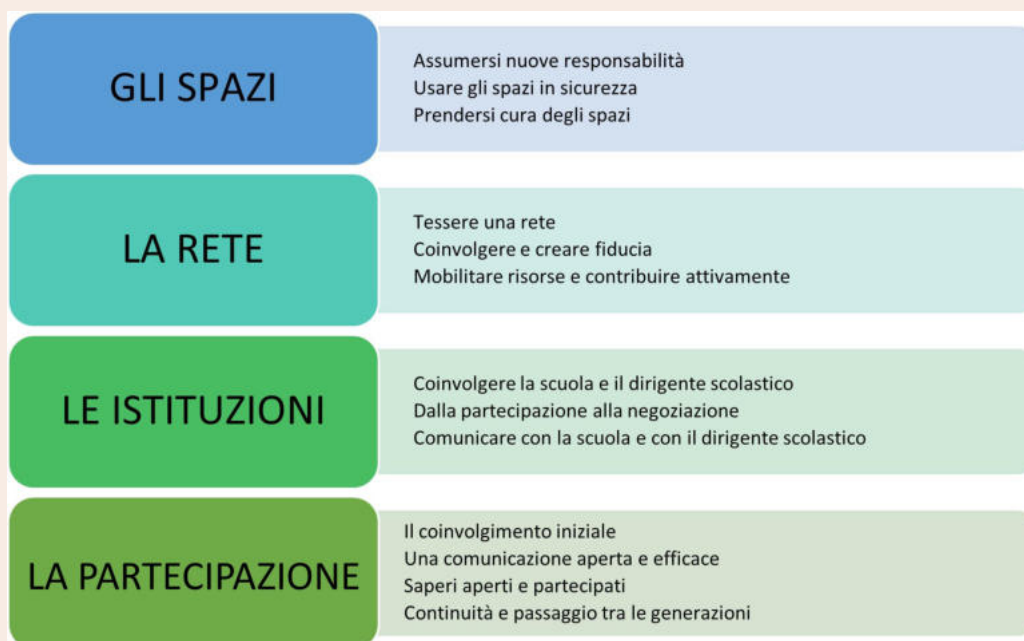 GLI SPAZI
Assumersi nuove responsabilità
Usare gli spazi in sicurezza
Prendersi cura degli spazi
LA RETE
Tessere una rete
Coinvolgere e creare fiducia
Mobilitare risorse e contribuire attivamente
LE ISTITUZIONI
Coinvolgere la scuola e il dirigente scolastico
Dalla partecipazione alla negoziazione
Comunicare con la scuola e con il dirigente scolastico
LA PARTECIPAZIONE
Il coinvolgimento iniziale
Una comunicazione aperta e efficace
Saperi aperti e partecipati
Continuità e passaggio tra le generazioni